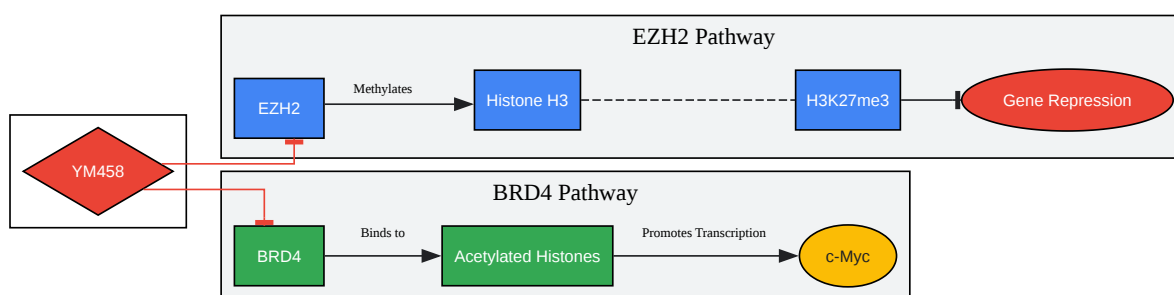 EZH2 Pathway
EZH2
Methylates
Histone H3
H3K27me3
Gene Repression
YM458
BRD4 Pathway
BRD4
Binds to
Acetylated Histones
Promotes Transcription
c-Myc